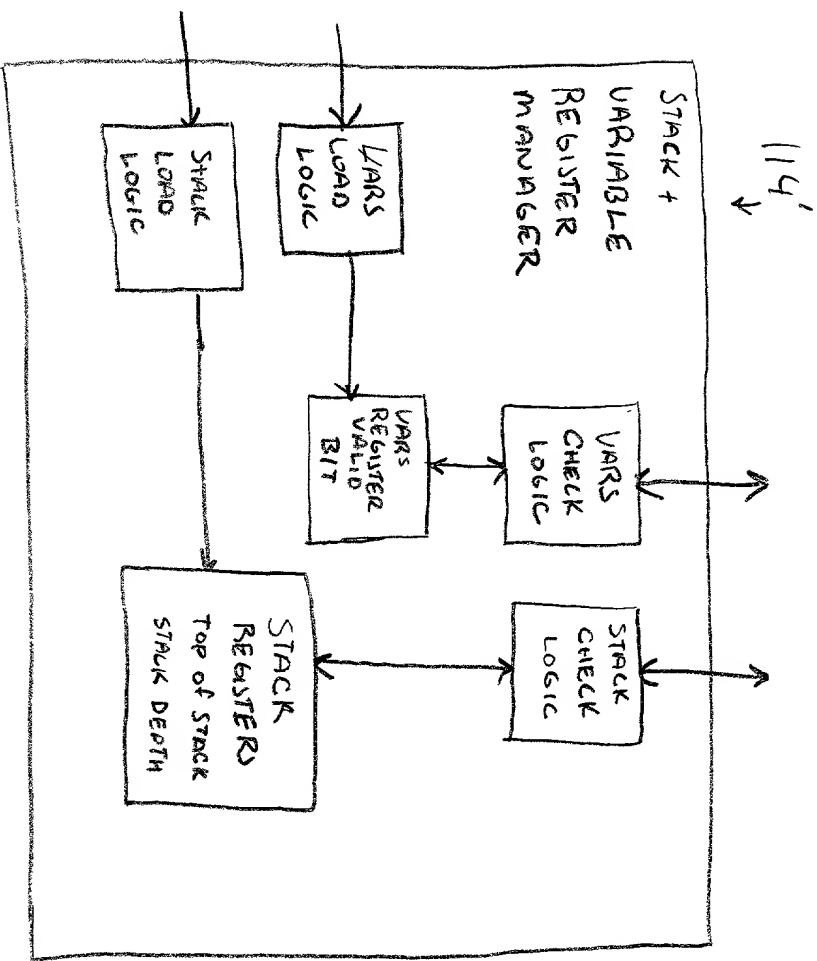 114'
STACK +
VARIABLE
REGISTER
MANAGER
VARS
LOAD
LOGIC
STACK
LOAD
LOGIC
VARS
CHECK
LOGIC
VARS
REGISTER
VALID
BIT
STACK
CHECK
LOGIC
STACK
REGISTERS
TOP OF STACK
STACK DEPTH